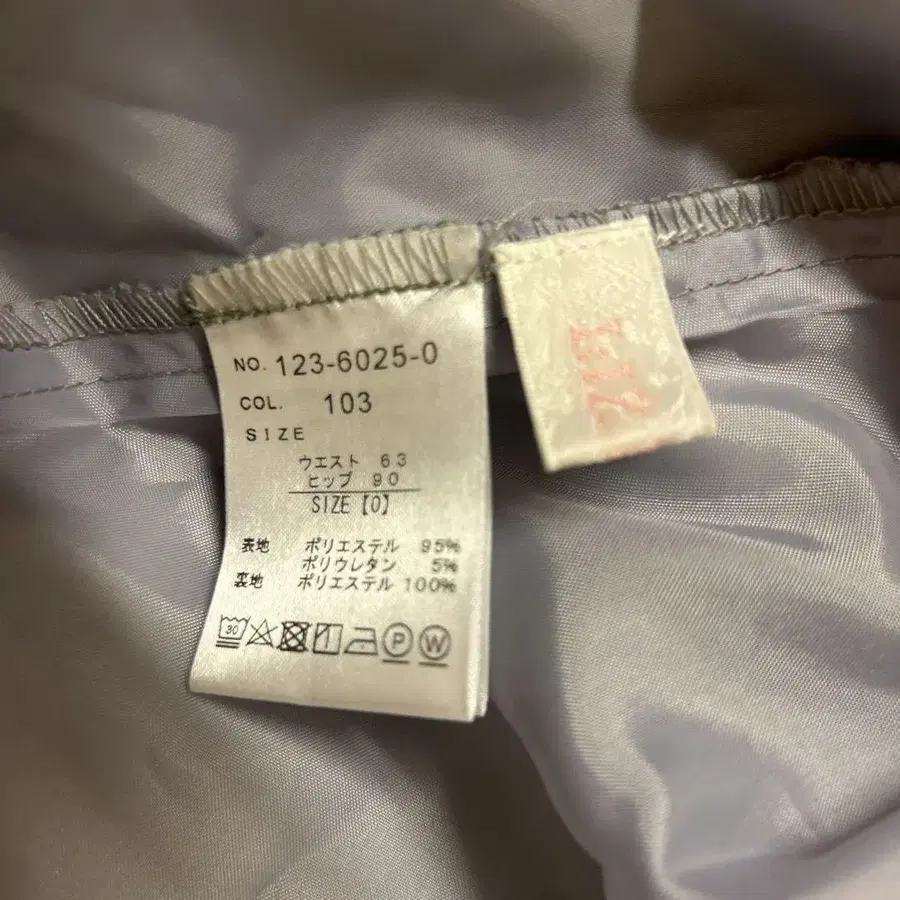 NO. 123-6025-0
COL. 103
SIZE
ウエスト 63
ヒップ 90
SIZE【0】
表地 ポリエステル 95%
ポリウレタン 5%
裏地 ポリエステル 100%
30 P W